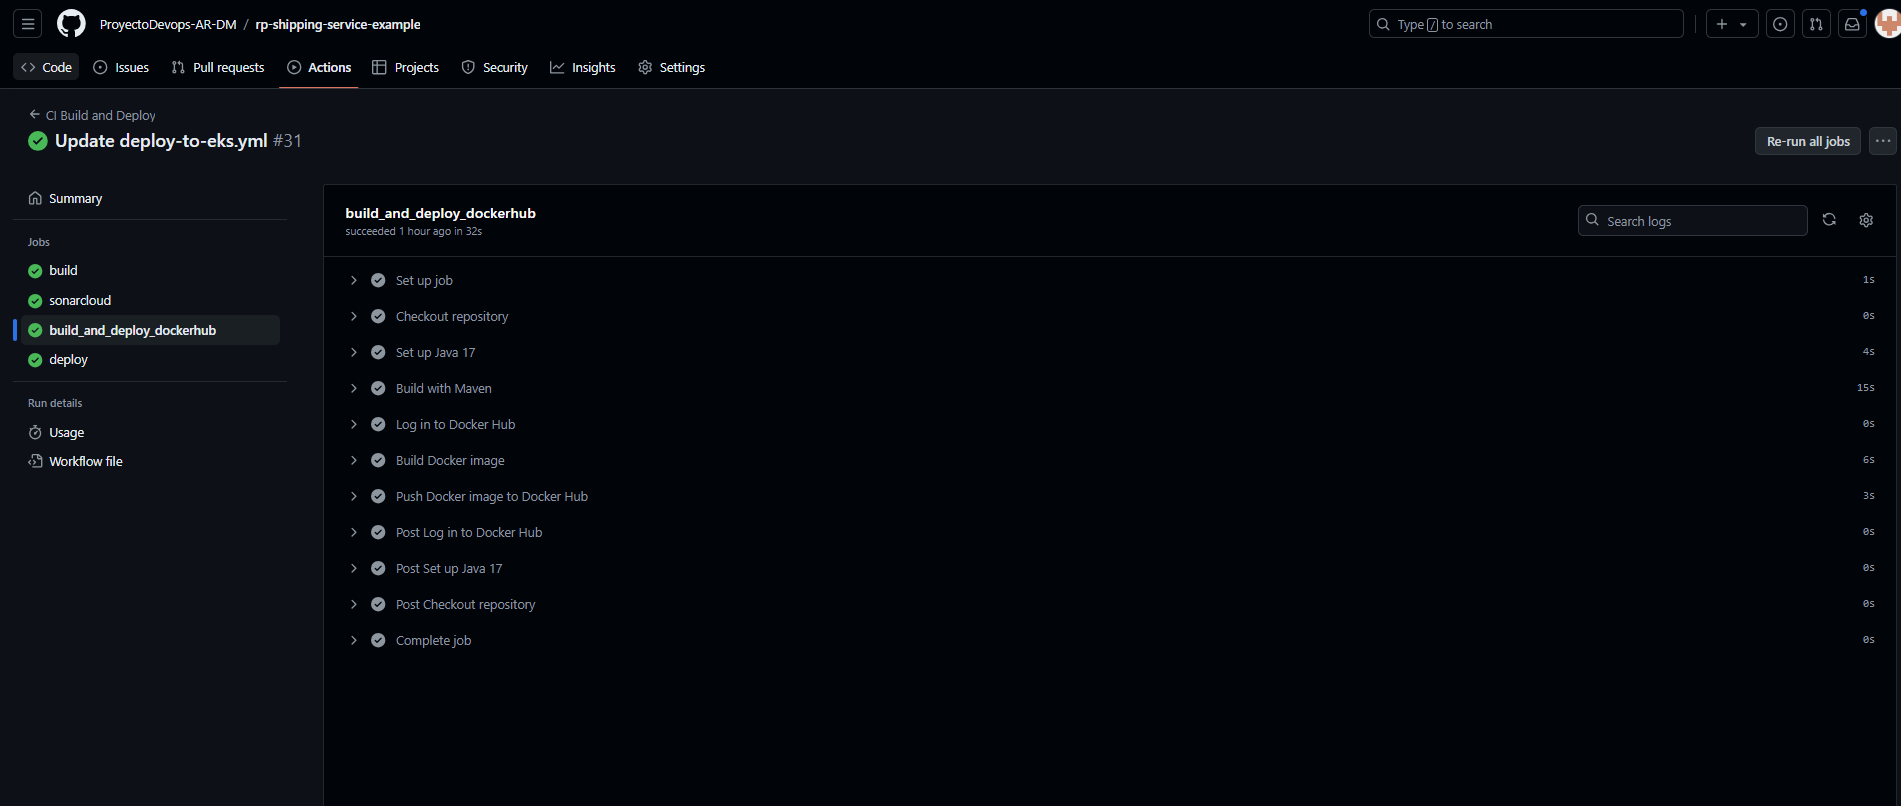 ProyectoDevops-AR-DM / rp-shipping-service-example
Type / to search
Code
Issues
Pull requests
Actions
Projects
Security
Insights
Settings
CI Build and Deploy
Update deploy-to-eks.yml #31
Re-run all jobs
Summary
Jobs
build
sonarcloud
build_and_deploy_dockerhub
deploy
Run details
Usage
Workflow file
build_and_deploy_dockerhub
succeeded 1 hour ago in 32s
Search logs
Set up job 1s
Checkout repository 0s
Set up Java 17 4s
Build with Maven 15s
Log in to Docker Hub 0s
Build Docker image 6s
Push Docker image to Docker Hub 3s
Post Log in to Docker Hub 0s
Post Set up Java 17 0s
Post Checkout repository 0s
Complete job 0s